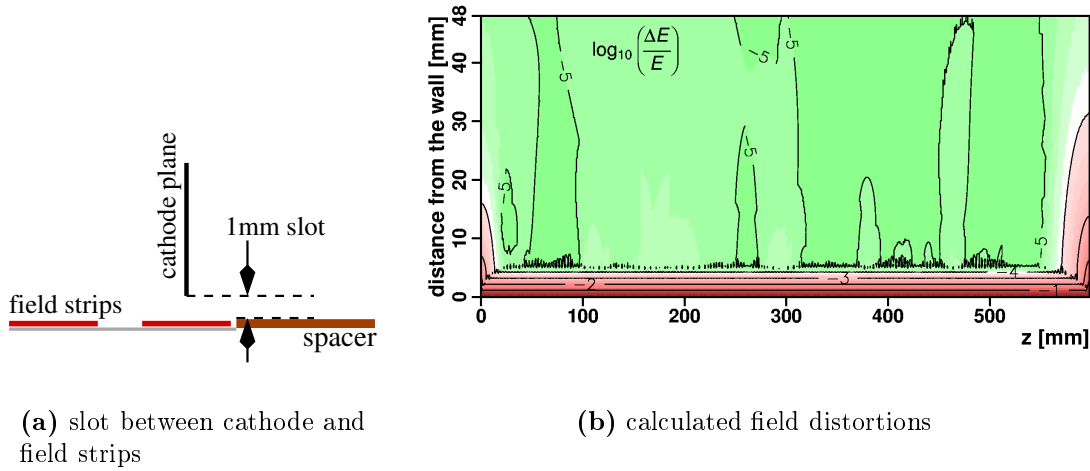 cathode plane
1mm slot
field strips
spacer
(a) slot between cathode and
field strips
distance from the wall [mm]
48
40
30
20
10
0
log10(ΔE/E)
-5
-5
-5
-5
-5
-5
-5
-4
-3
-2
-1
0
100
200
300
400
500
z [mm]
(b) calculated field distortions